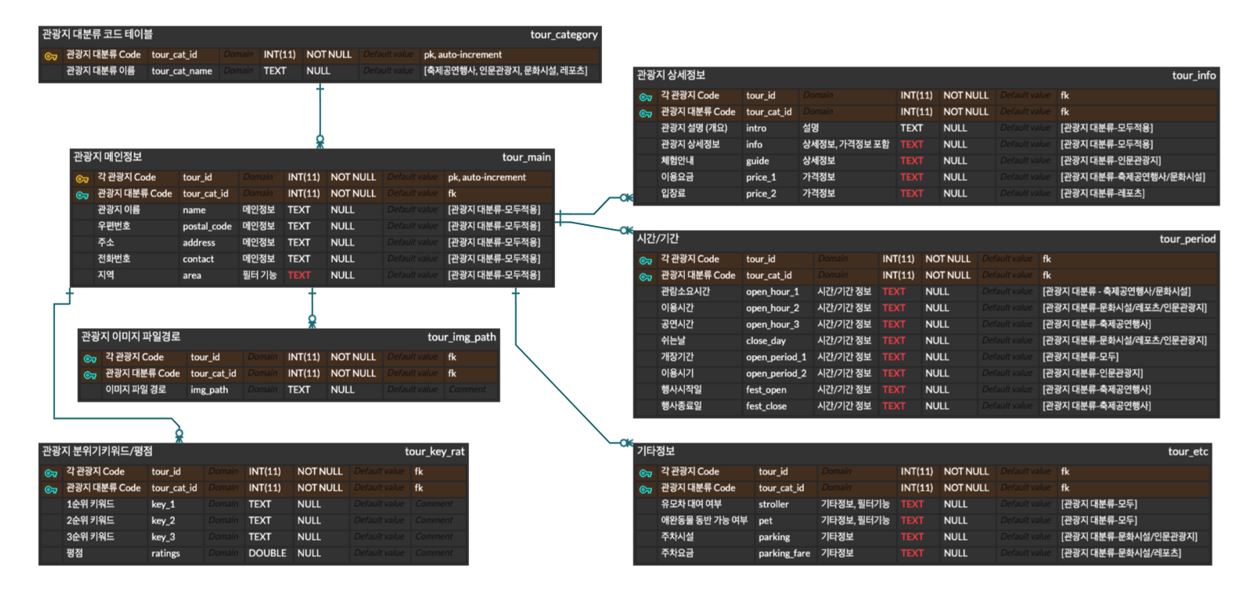 관광지 대분류 코드 테이블 tour_category
관광지 대분류 Code tour_cat_id Domain INT(11) NOT NULL Default value pk, auto-increment
관광지 대분류 이름 tour_cat_name Domain TEXT NULL Default value [축제공연행사, 인문관광지, 문화시설, 레포츠]
관광지 메인정보 tour_main
각 관광지 Code tour_id Domain INT(11) NOT NULL Default value pk, auto-increment
관광지 대분류 Code tour_cat_id Domain INT(11) NOT NULL Default value fk
관광지 이름 name 메인정보 TEXT NULL Default value [관광지 대분류-모두적용]
우편번호 postal_code 메인정보 TEXT NULL Default value [관광지 대분류-모두적용]
주소 address 메인정보 TEXT NULL Default value [관광지 대분류-모두적용]
전화번호 contact 메인정보 TEXT NULL Default value [관광지 대분류-모두적용]
지역 area 필터 기능 TEXT NULL Default value [관광지 대분류-모두적용]
관광지 이미지 파일경로 tour_img_path
각 관광지 Code tour_id Domain INT(11) NOT NULL Default value fk
관광지 대분류 Code tour_cat_id Domain INT(11) NOT NULL Default value fk
이미지 파일 경로 img_path Domain TEXT NULL Default value Comment
관광지 분위기키워드/평점 tour_key_rat
각 관광지 Code tour_id Domain INT(11) NOT NULL Default value fk
관광지 대분류 Code tour_cat_id Domain INT(11) NOT NULL Default value fk
1순위 키워드 key_1 Domain TEXT NULL Default value Comment
2순위 키워드 key_2 Domain TEXT NULL Default value Comment
3순위 키워드 key_3 Domain TEXT NULL Default value Comment
평점 ratings Domain DOUBLE NULL Default value Comment
관광지 상세정보 tour_info
각 관광지 Code tour_id Domain INT(11) NOT NULL Default value fk
관광지 대분류 Code tour_cat_id Domain INT(11) NOT NULL Default value fk
관광지 설명 (개요) intro 설명 TEXT NULL Default value [관광지 대분류-모두적용]
관광지 상세정보 info 상세정보, 가격정보 포함 TEXT NULL Default value [관광지 대분류-모두적용]
체험안내 guide 상세정보 TEXT NULL Default value [관광지 대분류-인문관광지]
이용요금 price_1 가격정보 TEXT NULL Default value [관광지 대분류-축제공연행사/문화시설]
입장료 price_2 가격정보 TEXT NULL Default value [관광지 대분류-레포츠]
시간/기간 tour_period
각 관광지 Code tour_id Domain INT(11) NOT NULL Default value fk
관광지 대분류 Code tour_cat_id Domain INT(11) NOT NULL Default value fk
관람소요시간 open_hour_1 시간/기간 정보 TEXT NULL Default value [관광지 대분류 - 축제공연행사/문화시설]
이용시간 open_hour_2 시간/기간 정보 TEXT NULL Default value [관광지 대분류-문화시설/레포츠/인문관광지]
공연시간 open_hour_3 시간/기간 정보 TEXT NULL Default value [관광지 대분류-축제공연행사]
쉬는날 close_day 시간/기간 정보 TEXT NULL Default value [관광지 대분류-문화시설/레포츠/인문관광지]
개장기간 open_period_1 시간/기간 정보 TEXT NULL Default value [관광지 대분류-모두]
이용시기 open_period_2 시간/기간 정보 TEXT NULL Default value [관광지 대분류-인문관광지]
행사시작일 fest_open 시간/기간 정보 TEXT NULL Default value [관광지 대분류-축제공연행사]
행사종료일 fest_close 시간/기간 정보 TEXT NULL Default value [관광지 대분류-축제공연행사]
기타정보 tour_etc
각 관광지 Code tour_id Domain INT(11) NOT NULL Default value fk
관광지 대분류 Code tour_cat_id Domain INT(11) NOT NULL Default value fk
유모차 대여 여부 stroller 기타정보, 필터기능 TEXT NULL Default value [관광지 대분류-모두]
애완동물 동반 가능 여부 pet 기타정보, 필터기능 TEXT NULL Default value [관광지 대분류-모두]
주차시설 parking 기타정보 TEXT NULL Default value [관광지 대분류-문화시설/인문관광지]
주차요금 parking_fare 기타정보 TEXT NULL Default value [관광지 대분류-문화시설/레포츠]